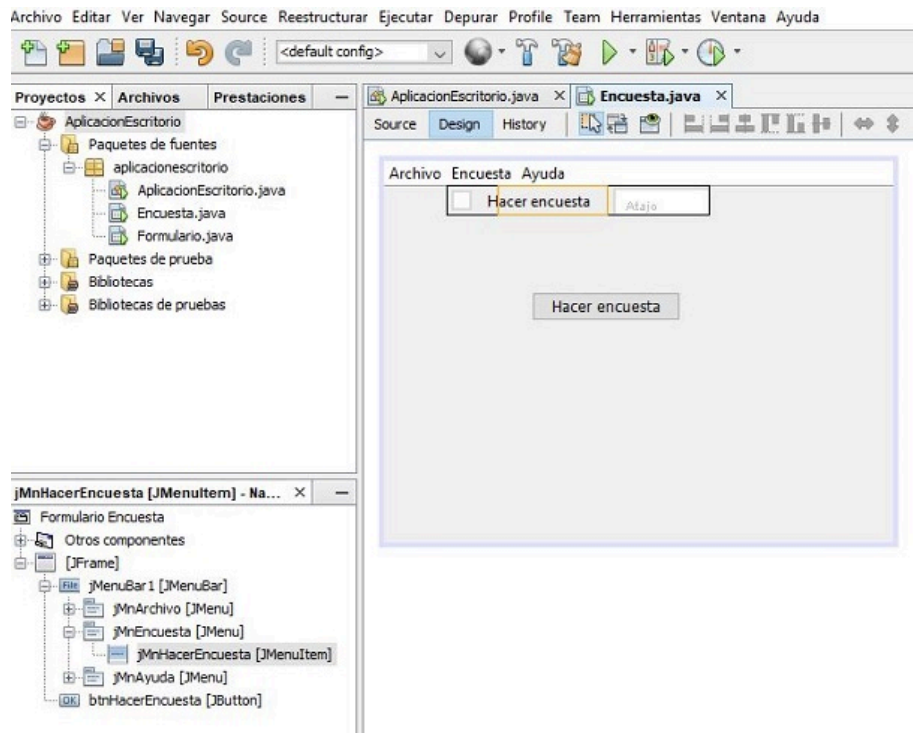 Archivo Editar Ver Navegar Source Reestructurar Ejecutar Depurar Profile Team Herramientas Ventana Ayuda
<default config>
Proyectos Archivos Prestaciones
AplicacionEscritorio
Paquetes de fuentes
aplicacionescritorio
AplicacionEscritorio.java
Encuesta.java
Formulario.java
Paquetes de prueba
Bibliotecas
Bibliotecas de pruebas
jMnHacerEncuesta [JMenuItem] - Na...
Formulario Encuesta
Otros componentes
[JFrame]
File jMenuBar1 [JMenuBar]
jMnArchivo [JMenu]
jMnEncuesta [JMenu]
jMnHacerEncuesta [JMenuItem]
jMnAyuda [JMenu]
OK btnHacerEncuesta [JButton]
AplicacionEscritorio.java Encuesta.java
Source Design History
Archivo Encuesta Ayuda
Hacer encuesta Atajo
Hacer encuesta